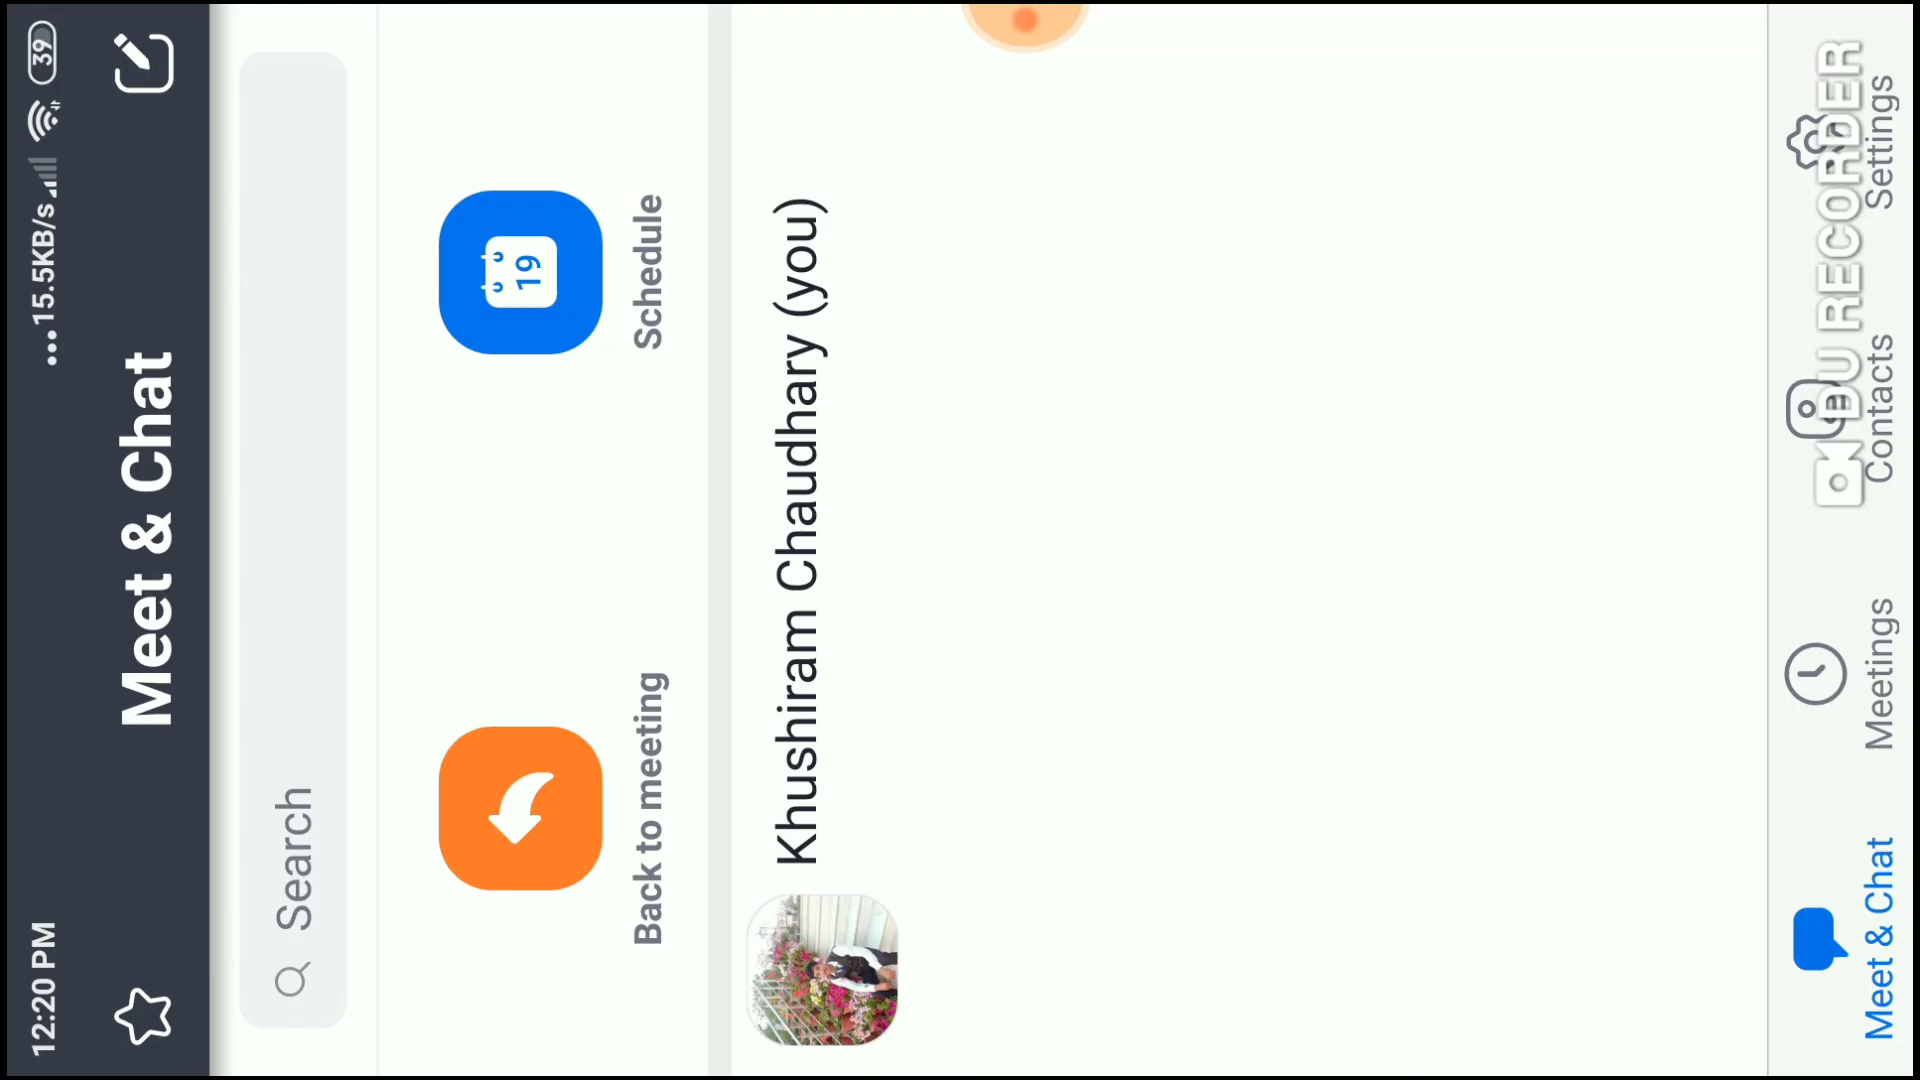 12:20 PM
...15.5KB/s
39
Meet & Chat
Search
Back to meeting
Schedule
19
Khushiram Chaudhary (you)
Meet & Chat
Meetings
Contacts
Settings
DU RECORDER